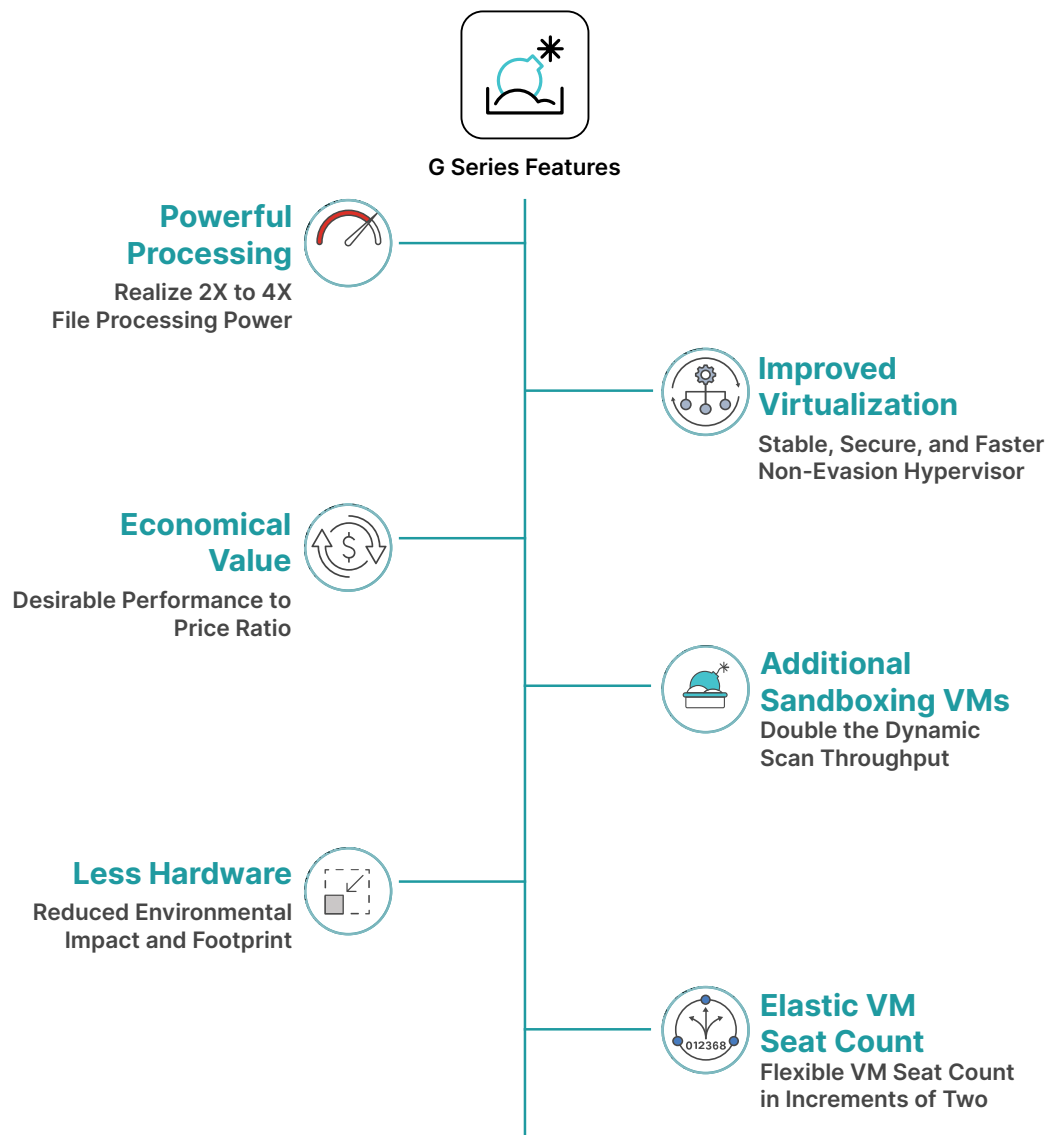 G Series Features
Powerful
Processing
Realize 2X to 4X
File Processing Power
Improved
Virtualization
Stable, Secure, and Faster
Non-Evasion Hypervisor
Economical
Value
Desirable Performance to
Price Ratio
$
Additional
Sandboxing VMs
Double the Dynamic
Scan Throughput
Less Hardware
Reduced Environmental
Impact and Footprint
012368
Elastic VM
Seat Count
Flexible VM Seat Count
in Increments of Two